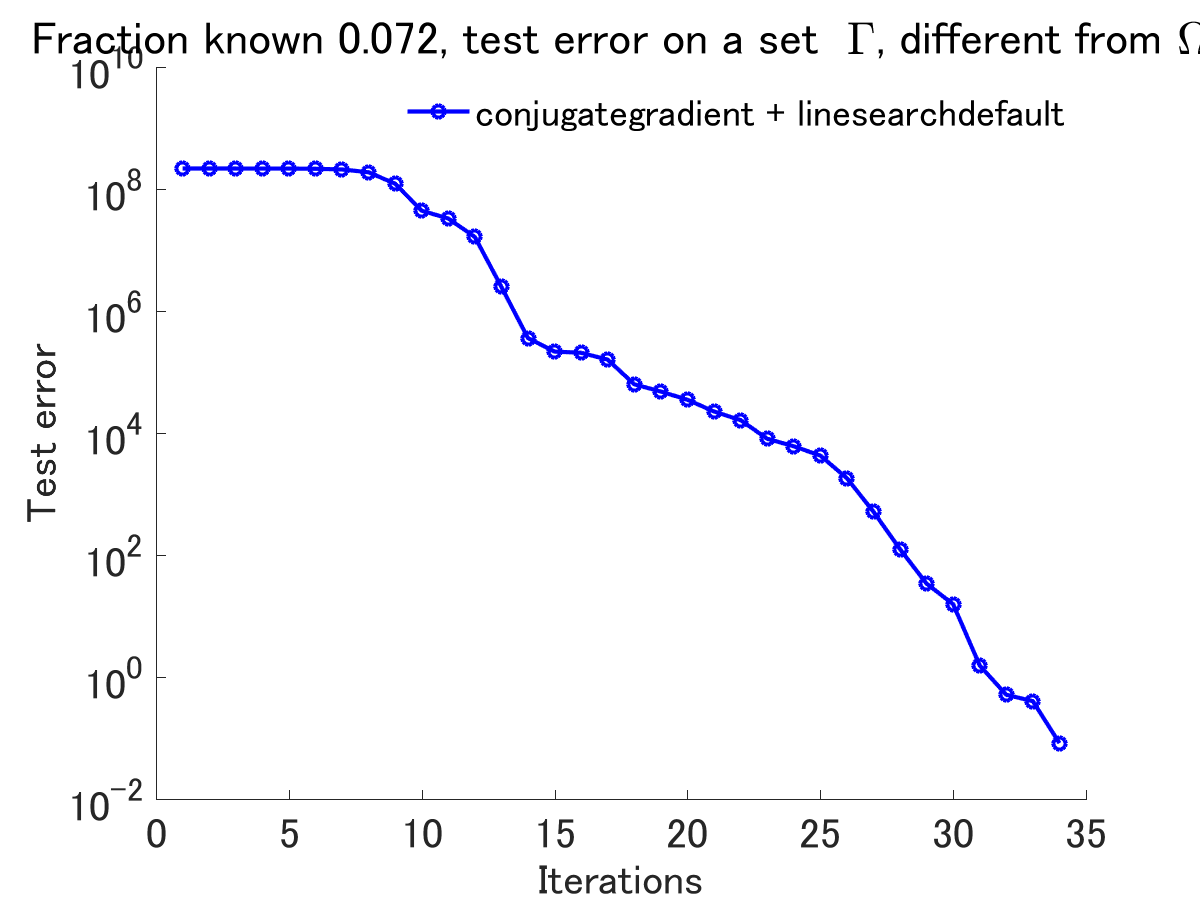 Fraction known 0.072, test error on a set Γ, different from Ω
conjugategradient + linesearchdefault
10^10
10^8
10^6
10^4
10^2
10^0
10^−2
Test error
0 5 10 15 20 25 30 35
Iterations